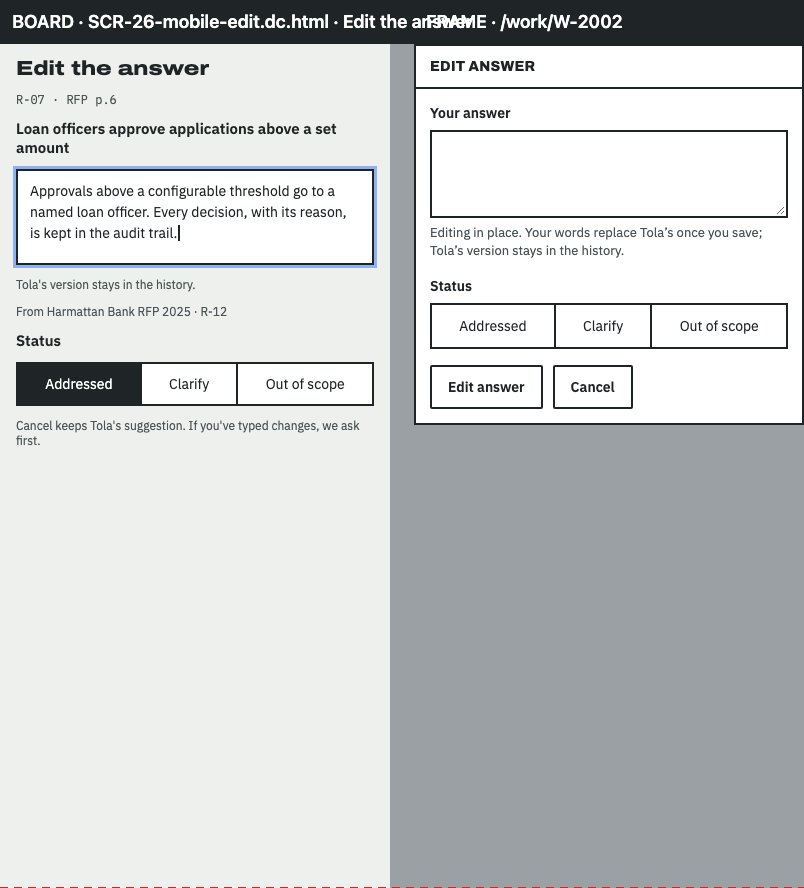 BOARD · SCR-26-mobile-edit.dc.html · Edit the answer
FRAME · /work/W-2002
Edit the answer
R-07 · RFP p.6
Loan officers approve applications above a set
amount
Approvals above a configurable threshold go to a
named loan officer. Every decision, with its reason,
is kept in the audit trail.
Tola's version stays in the history.
From Harmattan Bank RFP 2025 · R-12
Status
Addressed
Clarify
Out of scope
Cancel keeps Tola's suggestion. If you've typed changes, we ask
first.
EDIT ANSWER
Your answer
Editing in place. Your words replace Tola’s once you save;
Tola’s version stays in the history.
Status
Addressed
Clarify
Out of scope
Edit answer
Cancel